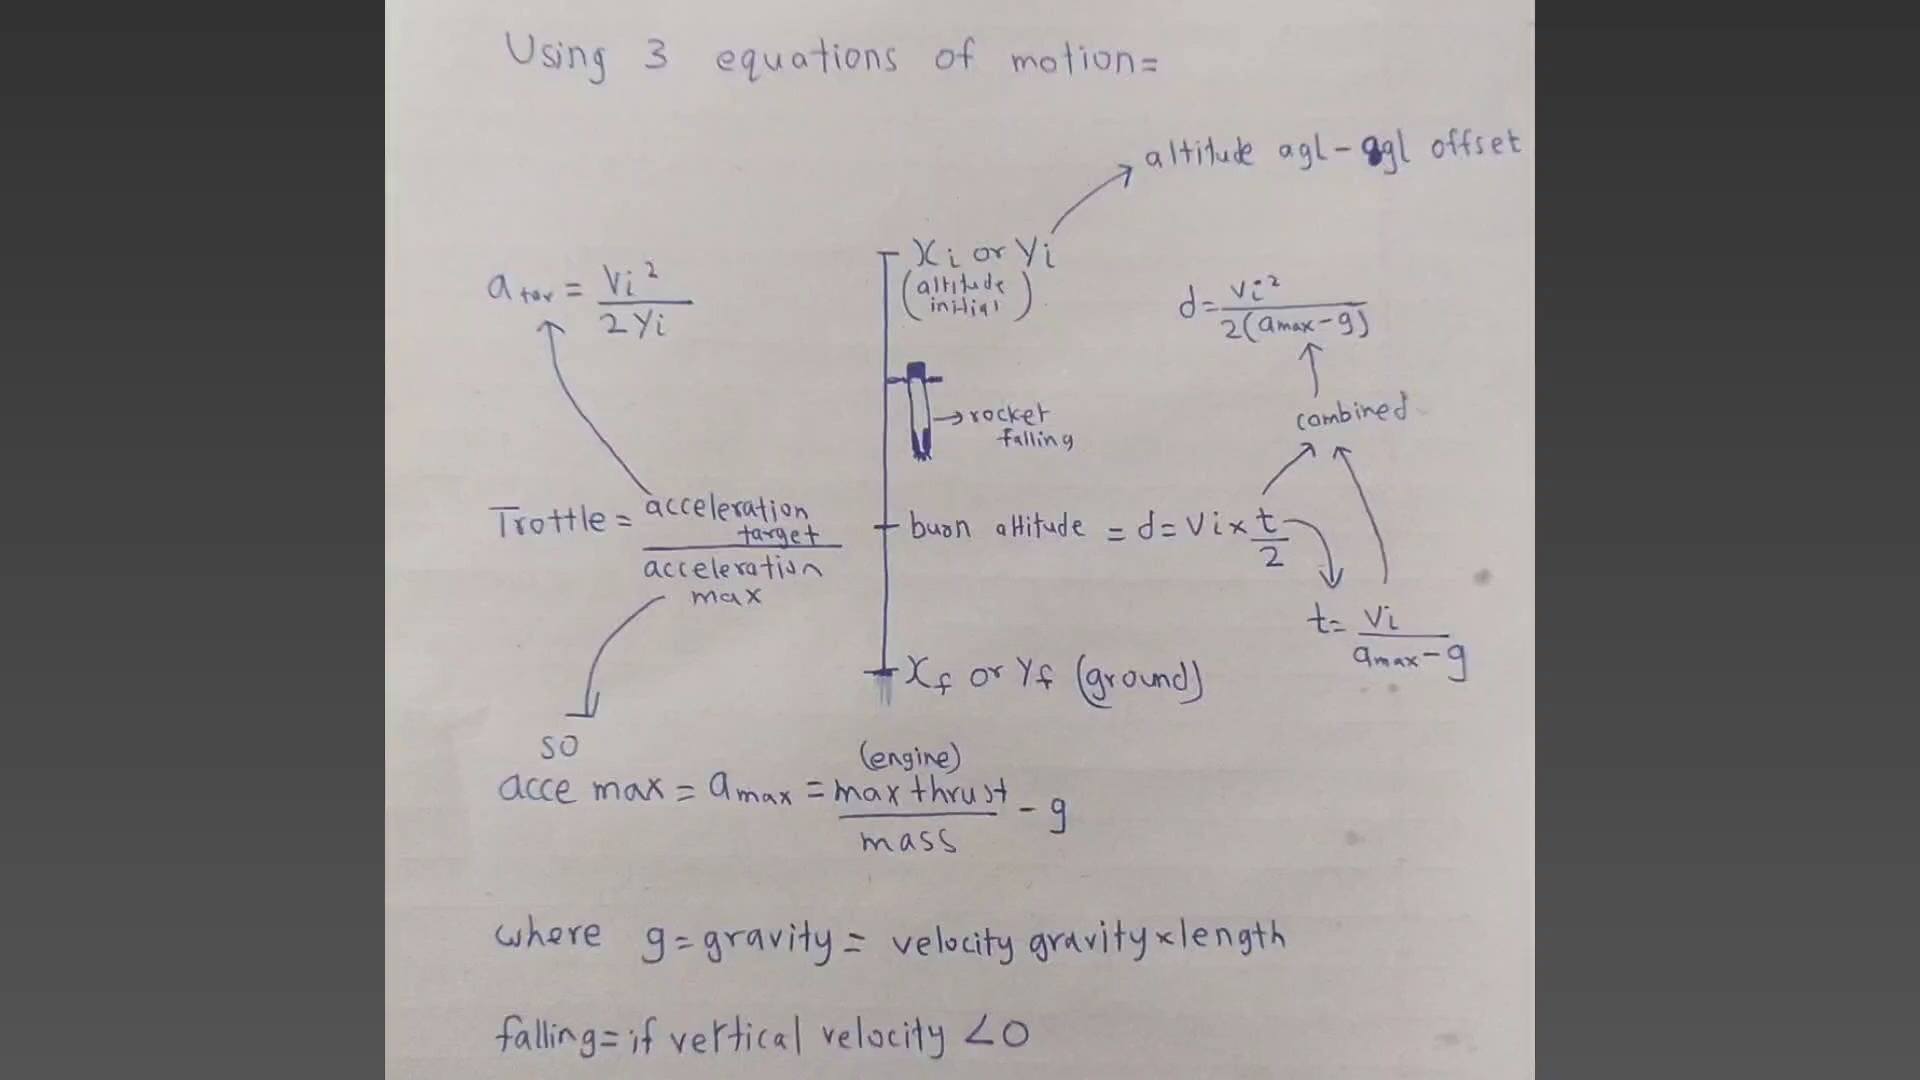 Using 3 equations of motion=
altitude agl - agl offset
a tar = Vi² / 2 Yi
Xi or Yi
(altitude
initial)
d = Vi² / 2(amax - g)
combined
→ rocket
falling
Trottle = acceleration
target
acceleration
max
burn altitude = d = Vi × t/2
t = Vi / amax - g
Xf or Yf (ground)
so
(engine)
acce max = amax = max thrust / mass - g
where g = gravity = velocity gravity × length
falling = if vertical velocity < 0